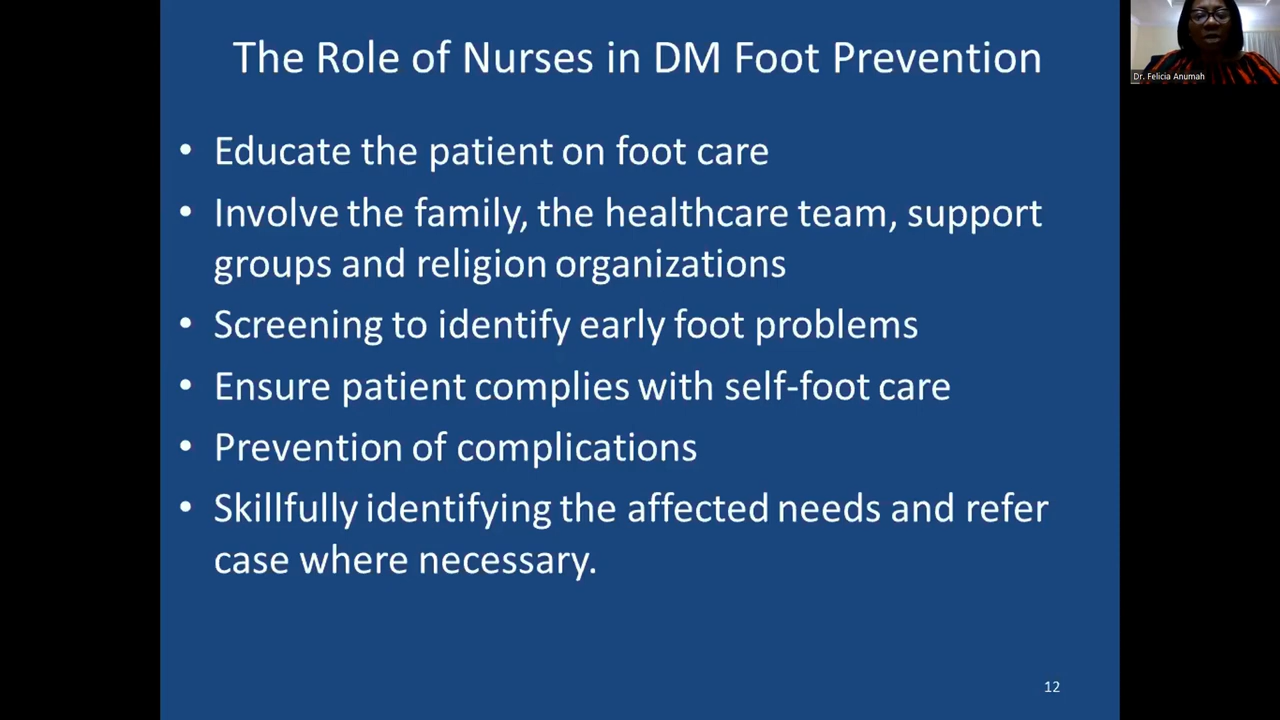 The Role of Nurses in DM Foot Prevention
• Educate the patient on foot care
• Involve the family, the healthcare team, support
groups and religion organizations
• Screening to identify early foot problems
• Ensure patient complies with self-foot care
• Prevention of complications
• Skillfully identifying the affected needs and refer
case where necessary.
12
Dr. Felicia Anumah